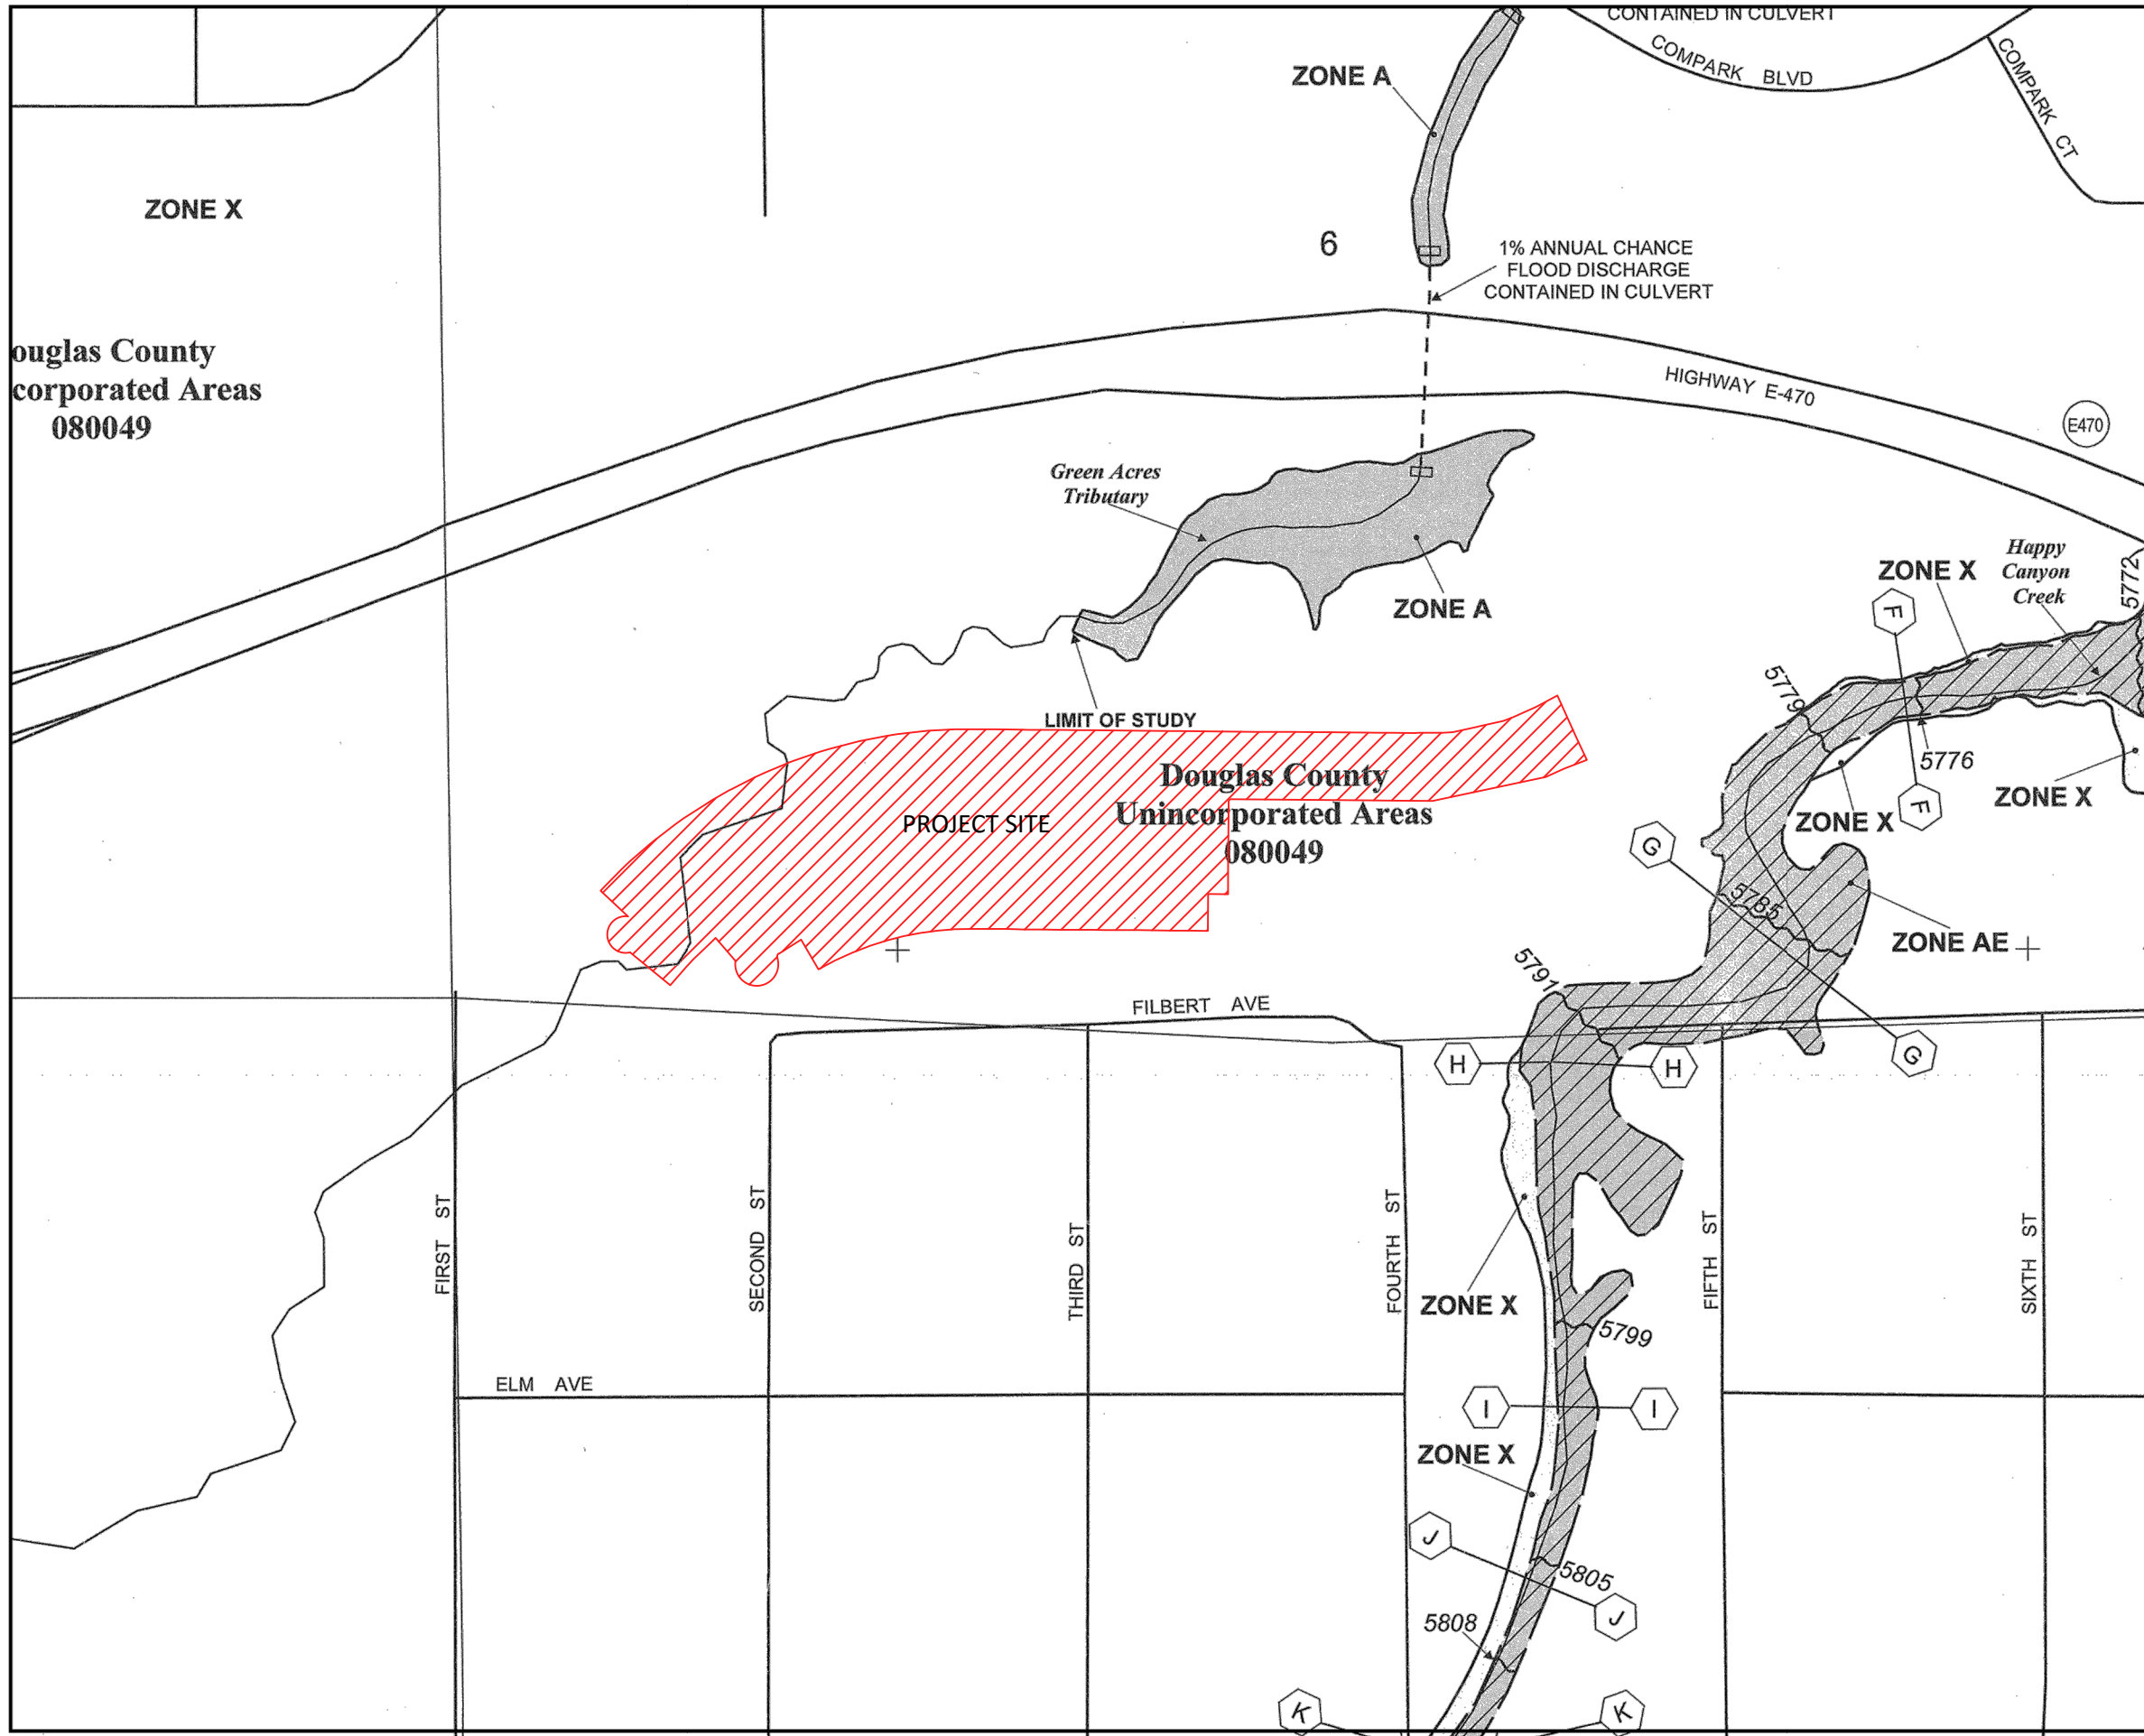 CONTAINED IN CULVERT
COMPARK BLVD
COMPARK CT
ZONE A
ZONE X
6
1% ANNUAL CHANCE
FLOOD DISCHARGE
CONTAINED IN CULVERT
ouglas County
corporated Areas
080049
HIGHWAY E-470
E470
Green Acres
Tributary
ZONE A
ZONE X
Happy
Canyon
Creek
5772
F
5779
LIMIT OF STUDY
5776
Douglas County
Unincorporated Areas
080049
PROJECT SITE
ZONE X
ZONE X
F
G
5785
ZONE AE
5791
FILBERT AVE
H
H
G
FIRST ST
SECOND ST
THIRD ST
FOURTH ST
FIFTH ST
SIXTH ST
ZONE X
5799
ELM AVE
I
I
ZONE X
J
5805
J
5808
K
K